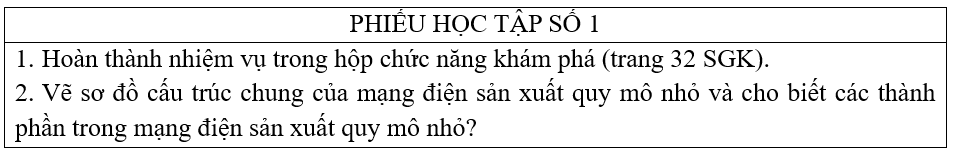 PHIẾU HỌC TẬP SỐ 1
1. Hoàn thành nhiệm vụ trong hộp chức năng khám phá (trang 32 SGK).
2. Vẽ sơ đồ cấu trúc chung của mạng điện sản xuất quy mô nhỏ và cho biết các thành
phần trong mạng điện sản xuất quy mô nhỏ?